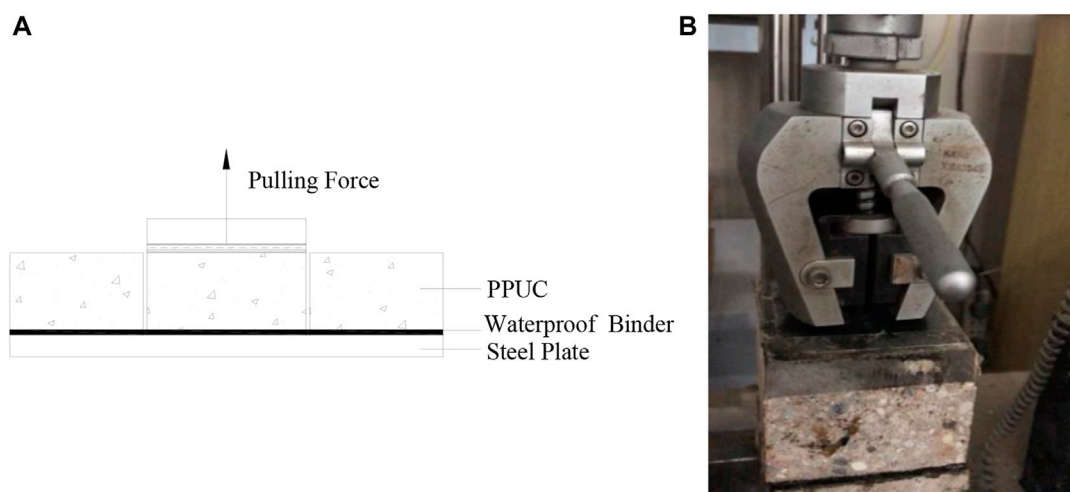 A
B
Pulling Force
PPUC
Waterproof Binder
Steel Plate